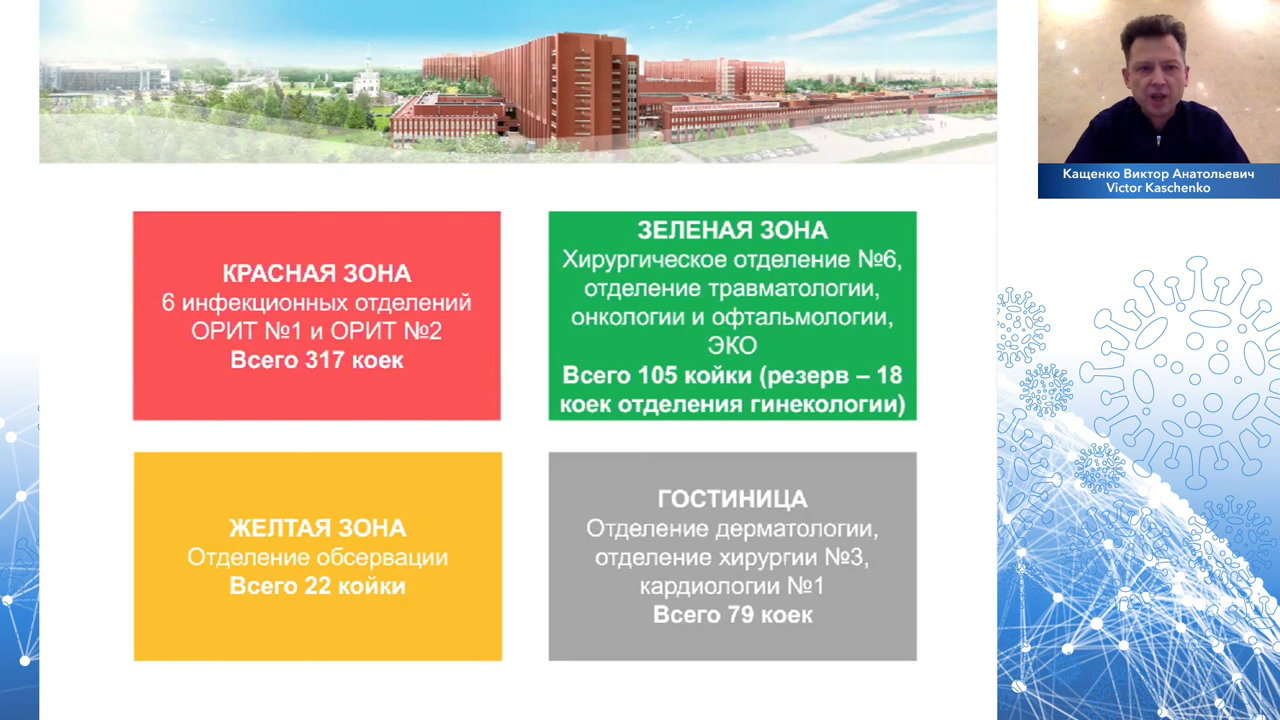 Кащенко Виктор Анатольевич
Victor Kaschenko
КРАСНАЯ ЗОНА
6 инфекционных отделений
ОРИТ №1 и ОРИТ №2
Всего 317 коек
ЗЕЛЕНАЯ ЗОНА
Хирургическое отделение №6,
отделение травматологии,
онкологии и офтальмологии,
ЭКО
Всего 105 койки (резерв – 18
коек отделения гинекологии)
ЖЕЛТАЯ ЗОНА
Отделение обсервации
Всего 22 койки
ГОСТИНИЦА
Отделение дерматологии,
отделение хирургии №3,
кардиологии №1
Всего 79 коек